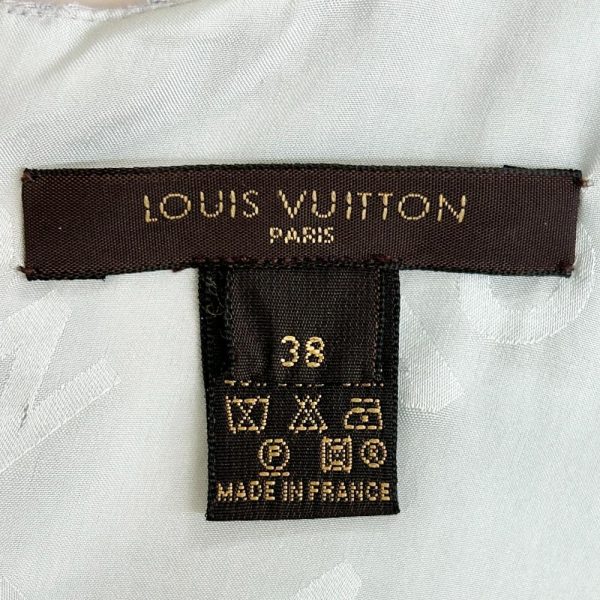 LOUIS VUITTON
PARIS
38
P R
MADE IN FRANCE